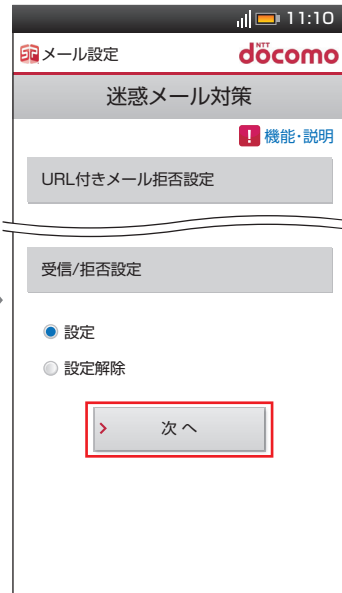 11:10
メール設定
NTT
döcomo
迷惑メール対策
! 機能・説明
URL付きメール拒否設定
受信/拒否設定
設定
設定解除
次 へ